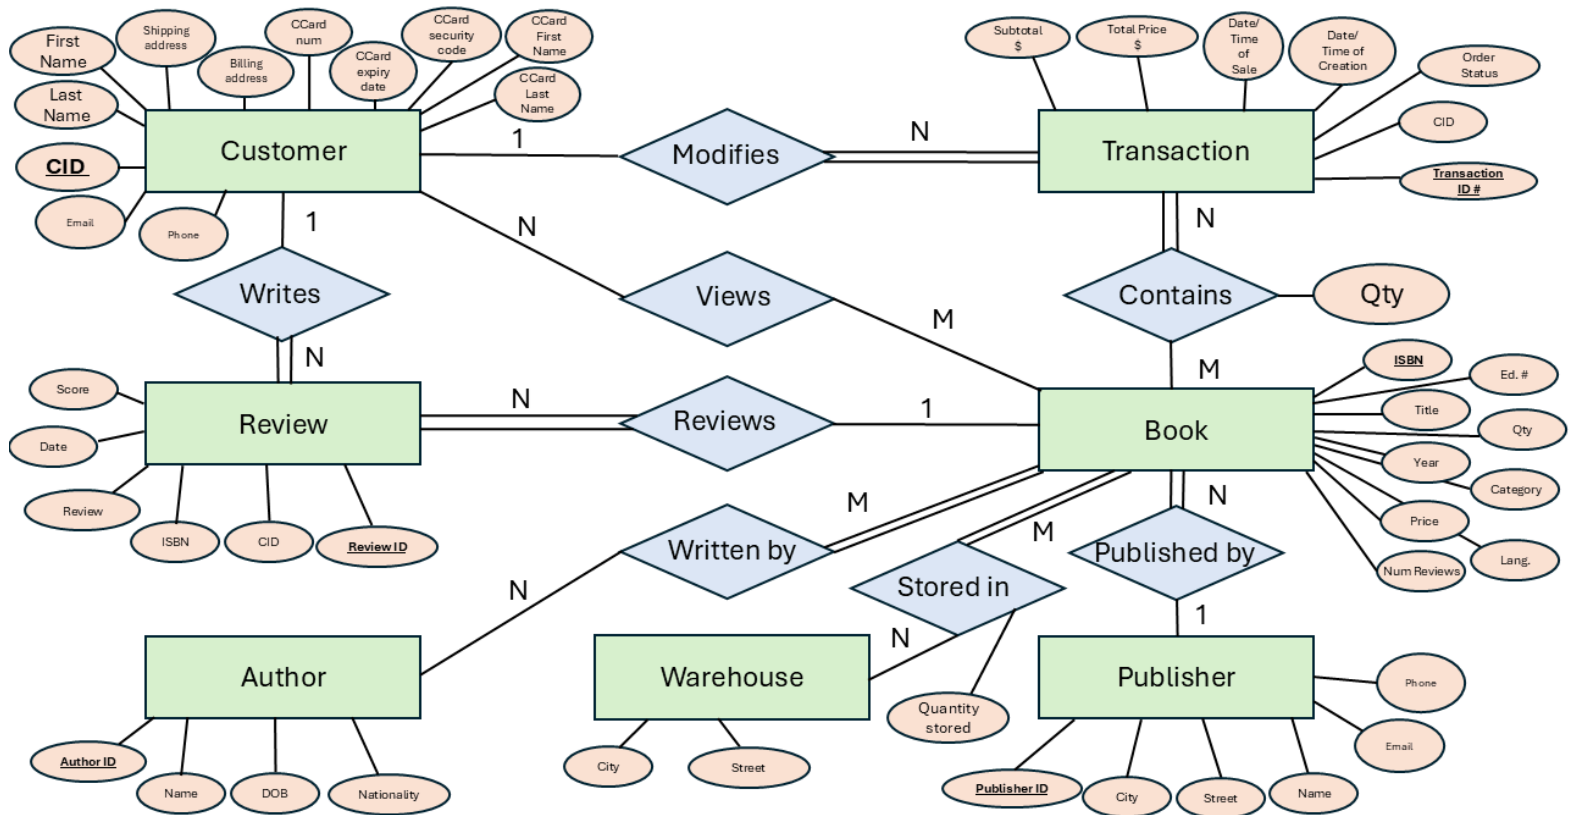 First
Name
Shipping
address
Billing
address
CCard
num
CCard
expiry
date
CCard
security
code
CCard
First
Name
CCard
Last
Name
Last
Name
CID
Email
Phone
Customer
1
Modifies
N
Subtotal
$
Total Price
$
Date/
Time
of
Sale
Date/
Time of
Creation
Order
Status
CID
Transaction
ID #
Transaction
1
Writes
N
N
Views
M
N
Contains
Qty
M
Score
Date
Review
ISBN
CID
Review ID
Review
N
Reviews
1
Book
ISBN
Ed. #
Title
Qty
Year
Category
Price
Lang.
Num Reviews
M
Written by
N
M
Stored in
N
Quantity
stored
N
Published by
1
Author
Author ID
Name
DOB
Nationality
Warehouse
City
Street
Publisher
Phone
Email
Publisher ID
City
Street
Name